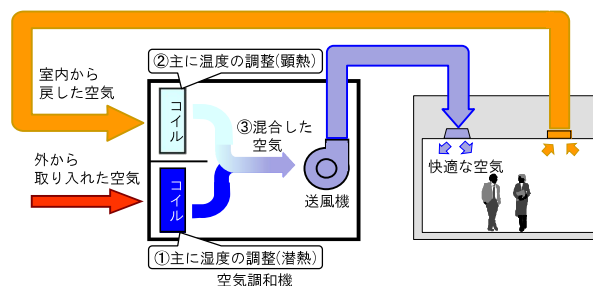 ②主に温度の調整(顕熱)
室内から
戻した空気
コイル
③混合した
空気
外から
取り入れた空気
コイル
送風機
快適な空気
①主に湿度の調整(潜熱)
空気調和機